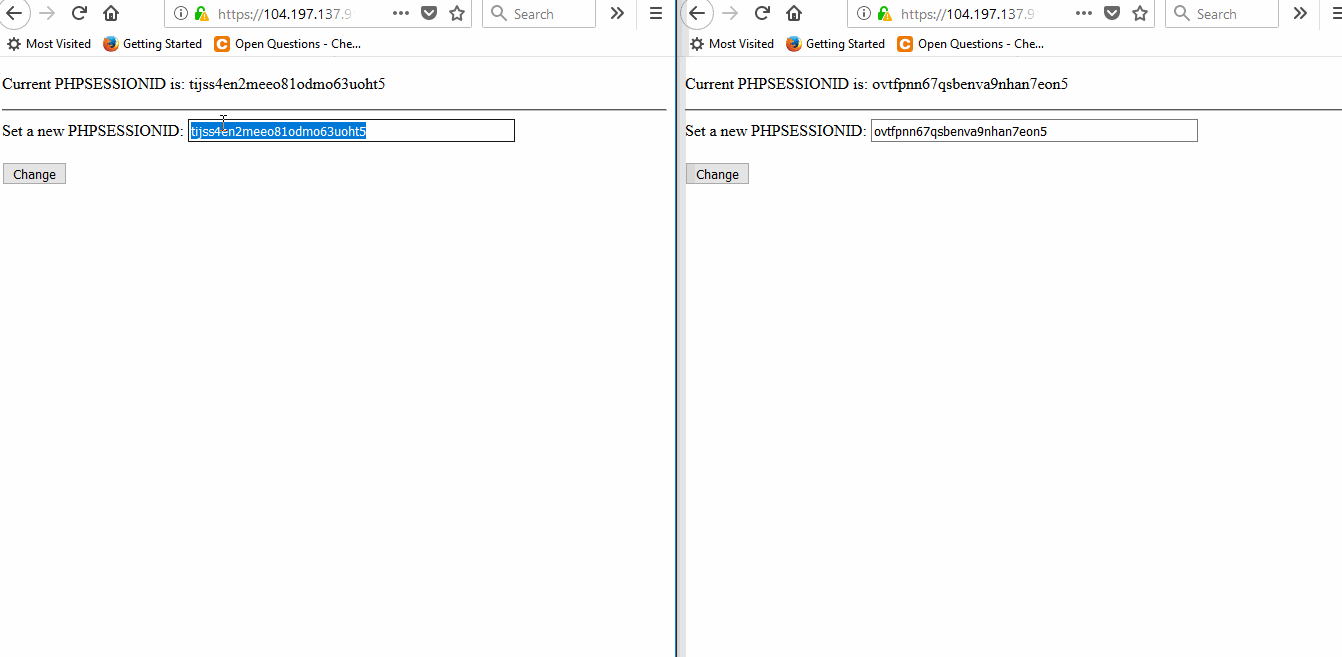 https://104.197.137.9
Search
Most Visited Getting Started Open Questions - Che...
Current PHPSESSIONID is: tijss4en2meeo81odmo63uoht5
Set a new PHPSESSIONID: tijss4en2meeo81odmo63uoht5
Change
https://104.197.137.9
Search
Most Visited Getting Started Open Questions - Che...
Current PHPSESSIONID is: ovtfpnn67qsbenva9nhan7eon5
Set a new PHPSESSIONID: ovtfpnn67qsbenva9nhan7eon5
Change